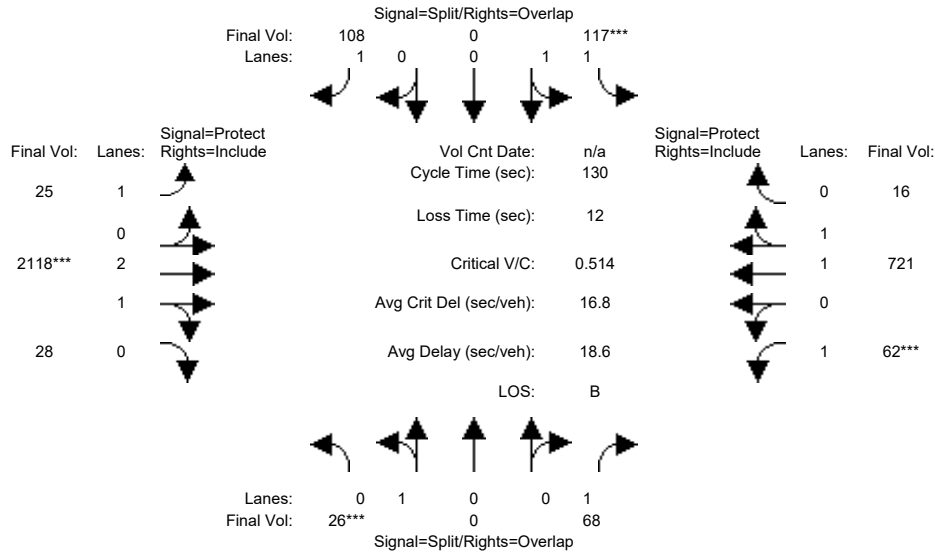 Signal=Split/Rights=Overlap
Final Vol: 108 0 117***
Lanes: 1 0 0 1 1
Signal=Protect Signal=Protect
Final Vol: Lanes: Rights=Include Vol Cnt Date: n/a Rights=Include Lanes: Final Vol:
Cycle Time (sec): 130
25 1 0 16
Loss Time (sec): 12
0 1
2118*** 2 Critical V/C: 0.514 1 721
1 Avg Crit Del (sec/veh): 16.8 0
28 0 Avg Delay (sec/veh): 18.6 1 62***
LOS: B
Lanes: 0 1 0 0 1
Final Vol: 26*** 0 68
Signal=Split/Rights=Overlap